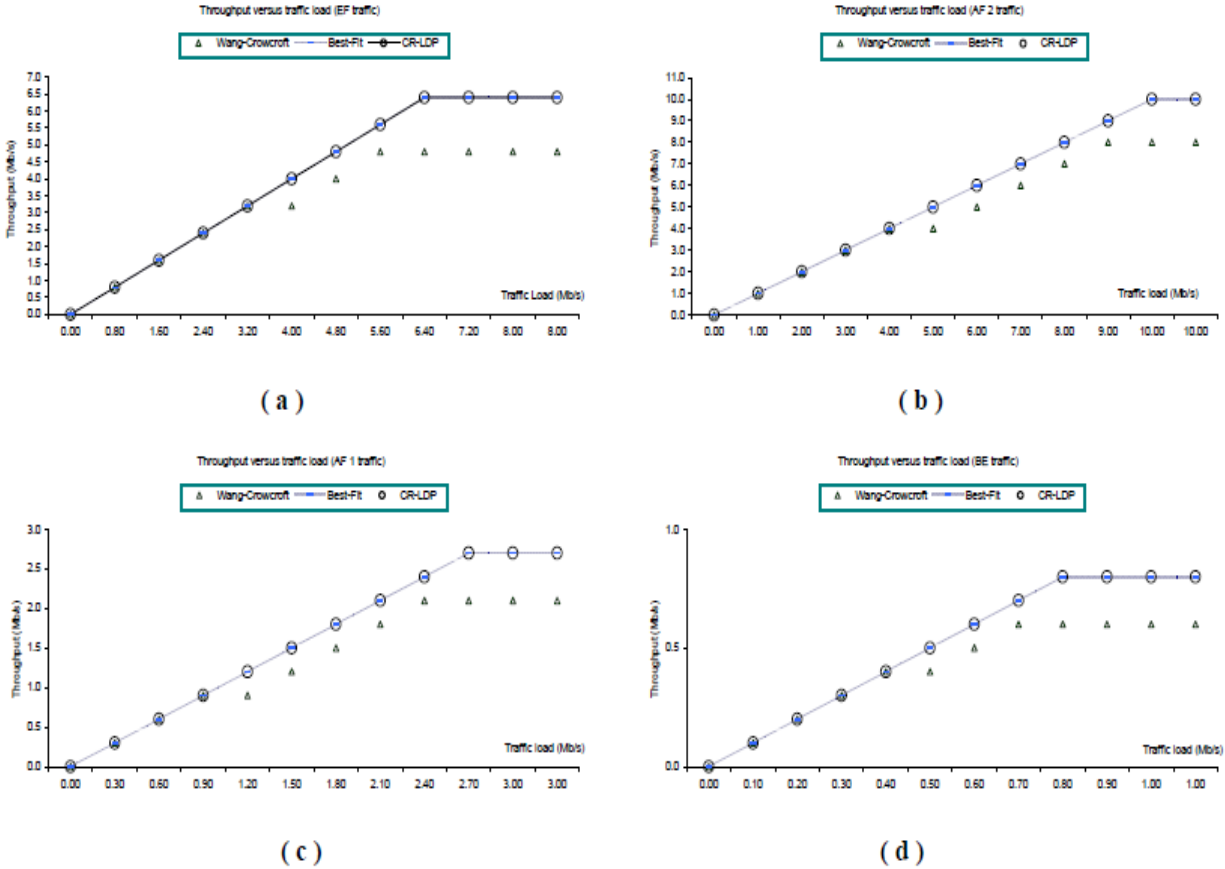 Throughput versus traffic load (EF traffic)
Wang-Crowcroft Best-Fit CR-LDP
7.0
6.5
6.0
5.5
5.0
4.5
4.0
3.5
3.0
2.5
2.0
1.5
1.0
0.5
0.0
Throughput (Mb/s)
Traffic Load (Mb/s)
0.00 0.80 1.60 2.40 3.20 4.00 4.80 5.60 6.40 7.20 8.00 8.00
( a )
Throughput versus traffic load (AF 2 traffic)
Wang-Crowcroft Best-Fit CR-LDP
11.0
10.0
9.0
8.0
7.0
6.0
5.0
4.0
3.0
2.0
1.0
0.0
Throughput (Mb/s)
Traffic load (Mb/s)
0.00 1.00 2.00 3.00 4.00 5.00 6.00 7.00 8.00 9.00 10.00 10.00
( b )
Throughput versus traffic load (AF 1 traffic)
Wang-Crowcroft Best-Fit CR-LDP
3.0
2.5
2.0
1.5
1.0
0.5
0.0
Throughput (Mb/s)
Traffic load (Mb/s)
0.00 0.30 0.60 0.90 1.20 1.50 1.80 2.10 2.40 2.70 3.00 3.00
( c )
Throughput versus traffic load (BE traffic)
Wang-Crowcroft Best-Fit CR-LDP
1.0
0.5
0.0
Throughput (Mb/s)
Traffic load (Mb/s)
0.00 0.10 0.20 0.30 0.40 0.50 0.60 0.70 0.80 0.90 1.00 1.00
( d )